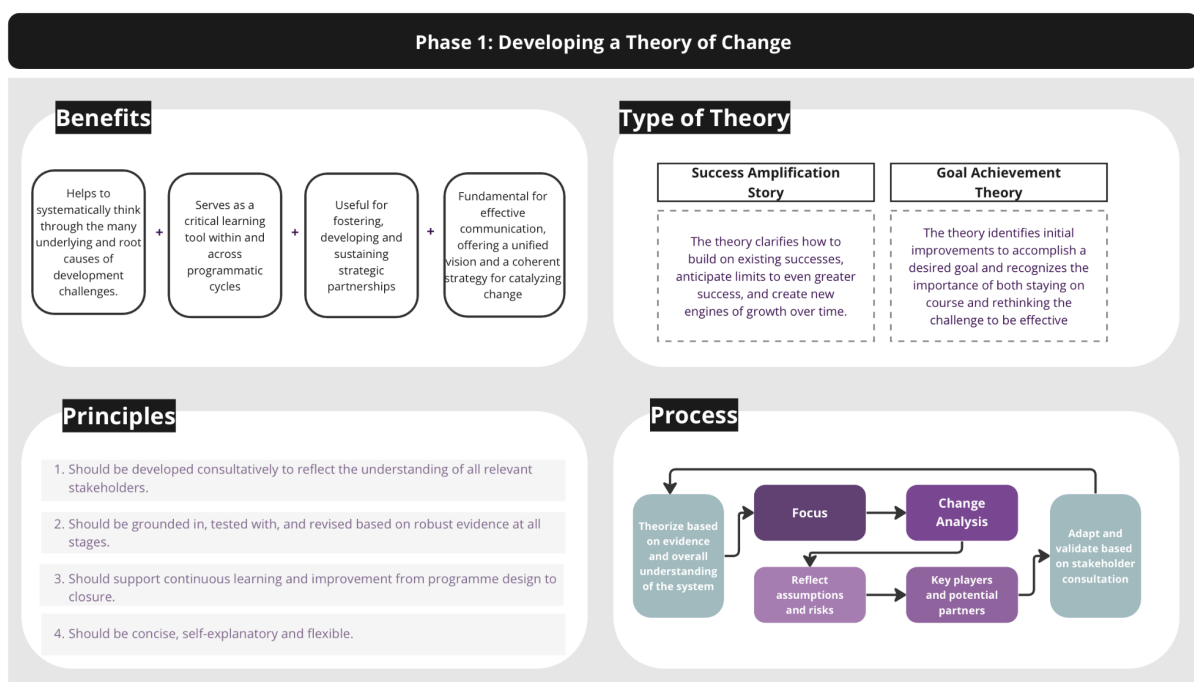 Phase 1: Developing a Theory of Change
Benefits
Helps to
systematically think
through the many
underlying and root
causes of
development
challenges.
+
Serves as a
critical learning
tool within and
across
programmatic
cycles
+
Useful for
fostering,
developing and
sustaining
strategic
partnerships
+
Fundamental for
effective
communication,
offering a unified
vision and a coherent
strategy for catalyzing
change
Type of Theory
Success Amplification
Story
The theory clarifies how to
build on existing successes,
anticipate limits to even greater
success, and create new
engines of growth over time.
Goal Achievement
Theory
The theory identifies initial
improvements to accomplish a
desired goal and recognizes the
importance of both staying on
course and rethinking the
challenge to be effective
Principles
1. Should be developed consultatively to reflect the understanding of all relevant
stakeholders.
2. Should be grounded in, tested with, and revised based on robust evidence at all
stages.
3. Should support continuous learning and improvement from programme design to
closure.
4. Should be concise, self-explanatory and flexible.
Process
Theorize based
on evidence
and overall
understanding
of the system
Focus
Change
Analysis
Reflect
assumptions
and risks
Key players
and potential
partners
Adapt and
validate based
on stakeholder
consultation